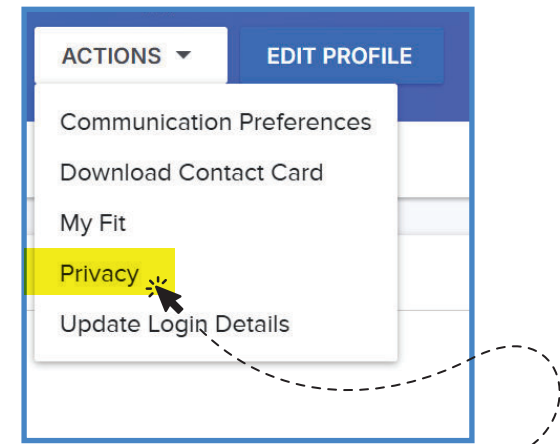 ACTIONS EDIT PROFILE
Communication Preferences
Download Contact Card
My Fit
Privacy
Update Login Details